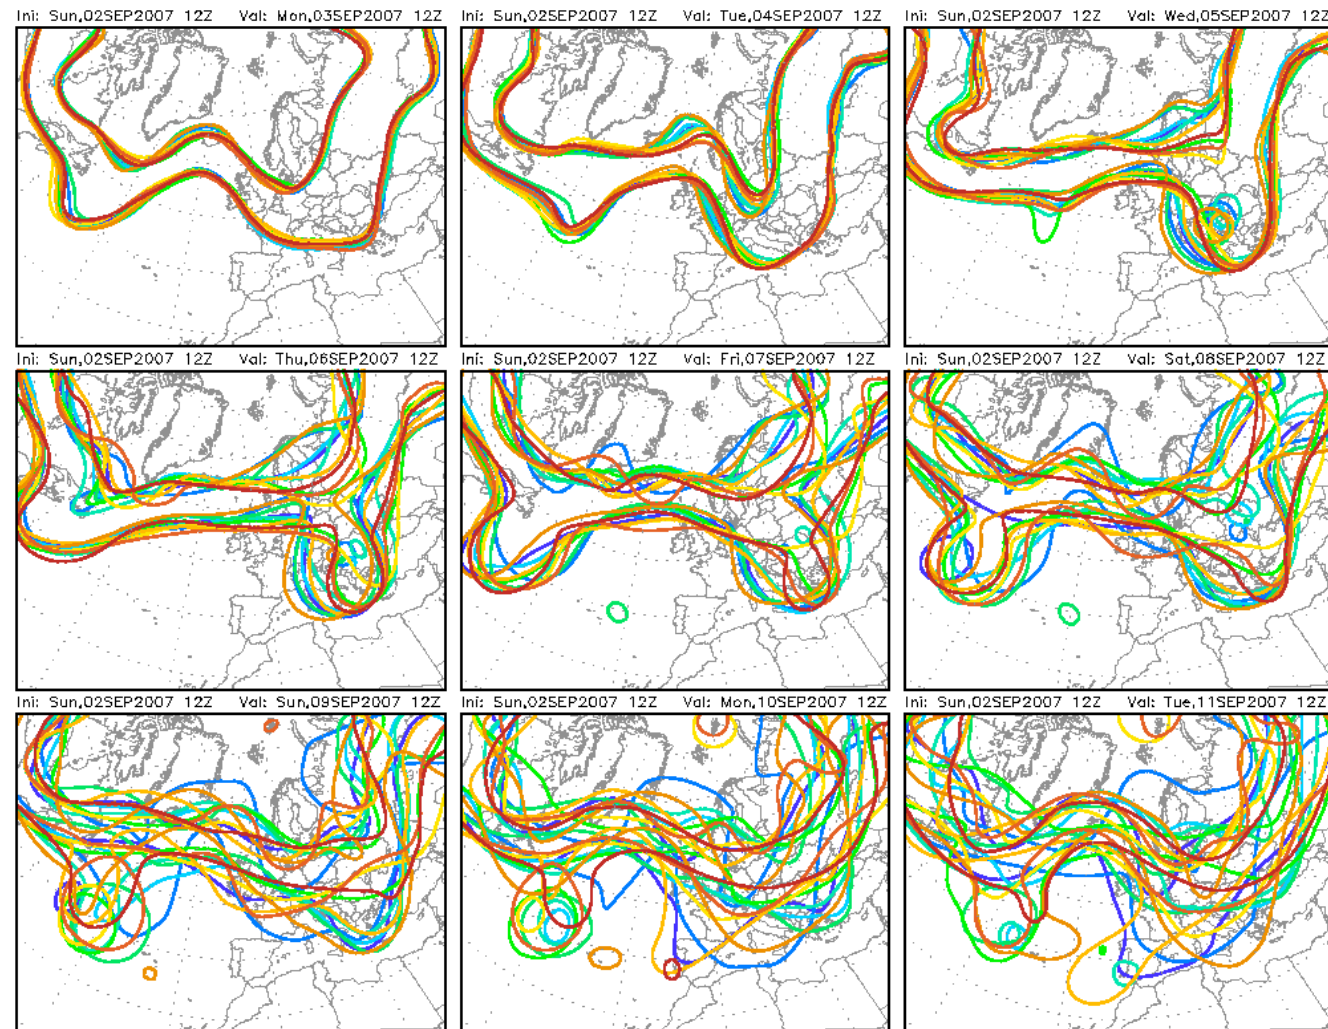 Ini: Sun,02SEP2007 12Z Val: Mon,03SEP2007 12Z
Ini: Sun,02SEP2007 12Z Val: Tue,04SEP2007 12Z
Ini: Sun,02SEP2007 12Z Val: Wed,05SEP2007 12Z
Ini: Sun,02SEP2007 12Z Val: Thu,06SEP2007 12Z
Ini: Sun,02SEP2007 12Z Val: Fri,07SEP2007 12Z
Ini: Sun,02SEP2007 12Z Val: Sat,08SEP2007 12Z
Ini: Sun,02SEP2007 12Z Val: Sun,09SEP2007 12Z
Ini: Sun,02SEP2007 12Z Val: Mon,10SEP2007 12Z
Ini: Sun,02SEP2007 12Z Val: Tue,11SEP2007 12Z